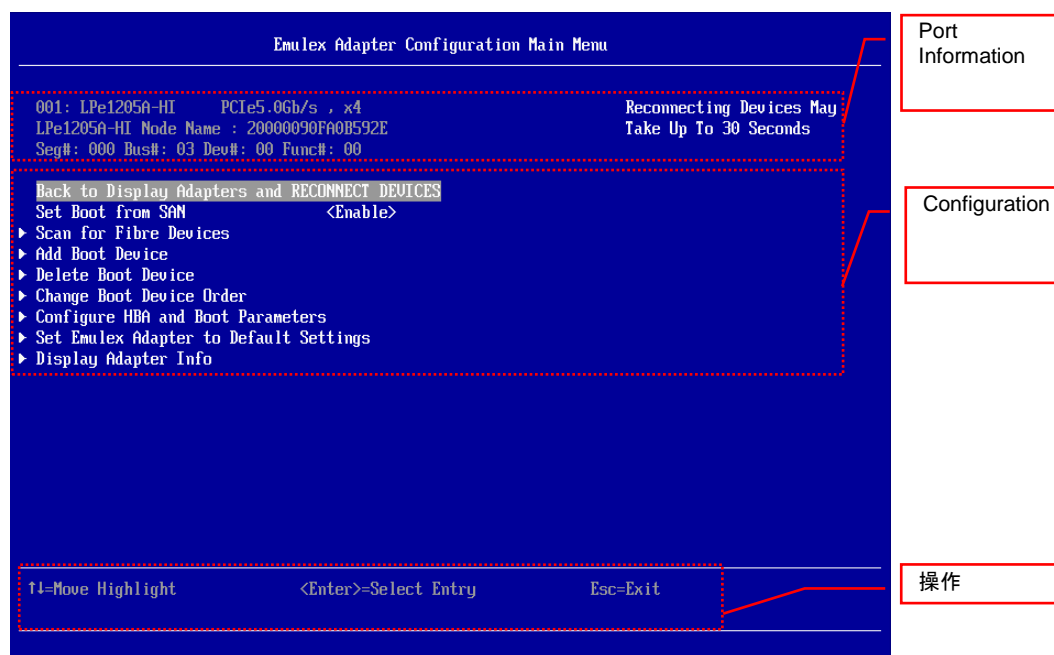 Emulex Adapter Configuration Main Menu
Port
Information
001: LPe1205A-HI PCIe5.0Gb/s , x4
LPe1205A-HI Node Name : 20000090FA0B592E
Seg#: 000 Bus#: 03 Dev#: 00 Func#: 00
Reconnecting Devices May
Take Up To 30 Seconds
Back to Display Adapters and RECONNECT DEVICES
Set Boot from SAN <Enable>
Scan for Fibre Devices
Add Boot Device
Delete Boot Device
Change Boot Device Order
Configure HBA and Boot Parameters
Set Emulex Adapter to Default Settings
Display Adapter Info
Configuration
↑↓=Move Highlight <Enter>=Select Entry Esc=Exit
操作